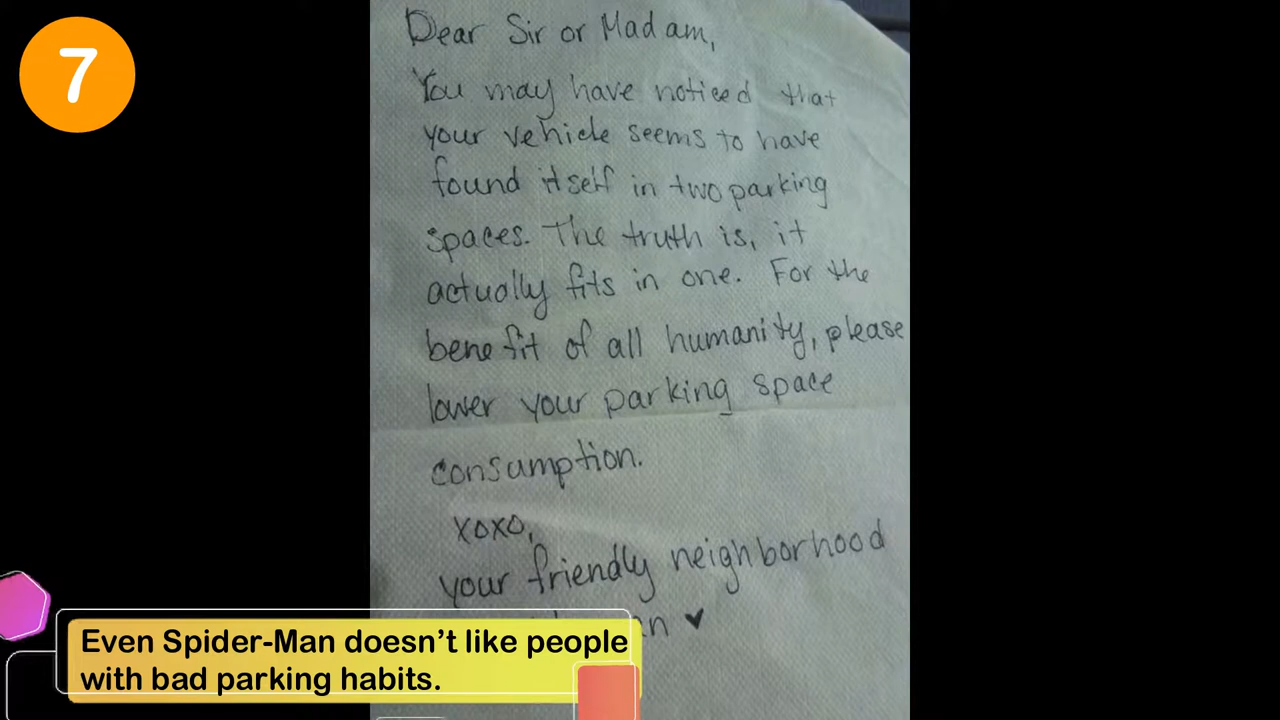 7
Dear Sir or Madam,
You may have noticed that
your vehicle seems to have
found itself in two parking
spaces. The truth is, it
actually fits in one. For the
benefit of all humanity, please
lower your parking space
consumption.
xoxo,
your friendly neighborhood
Even Spider-Man doesn't like people
with bad parking habits.